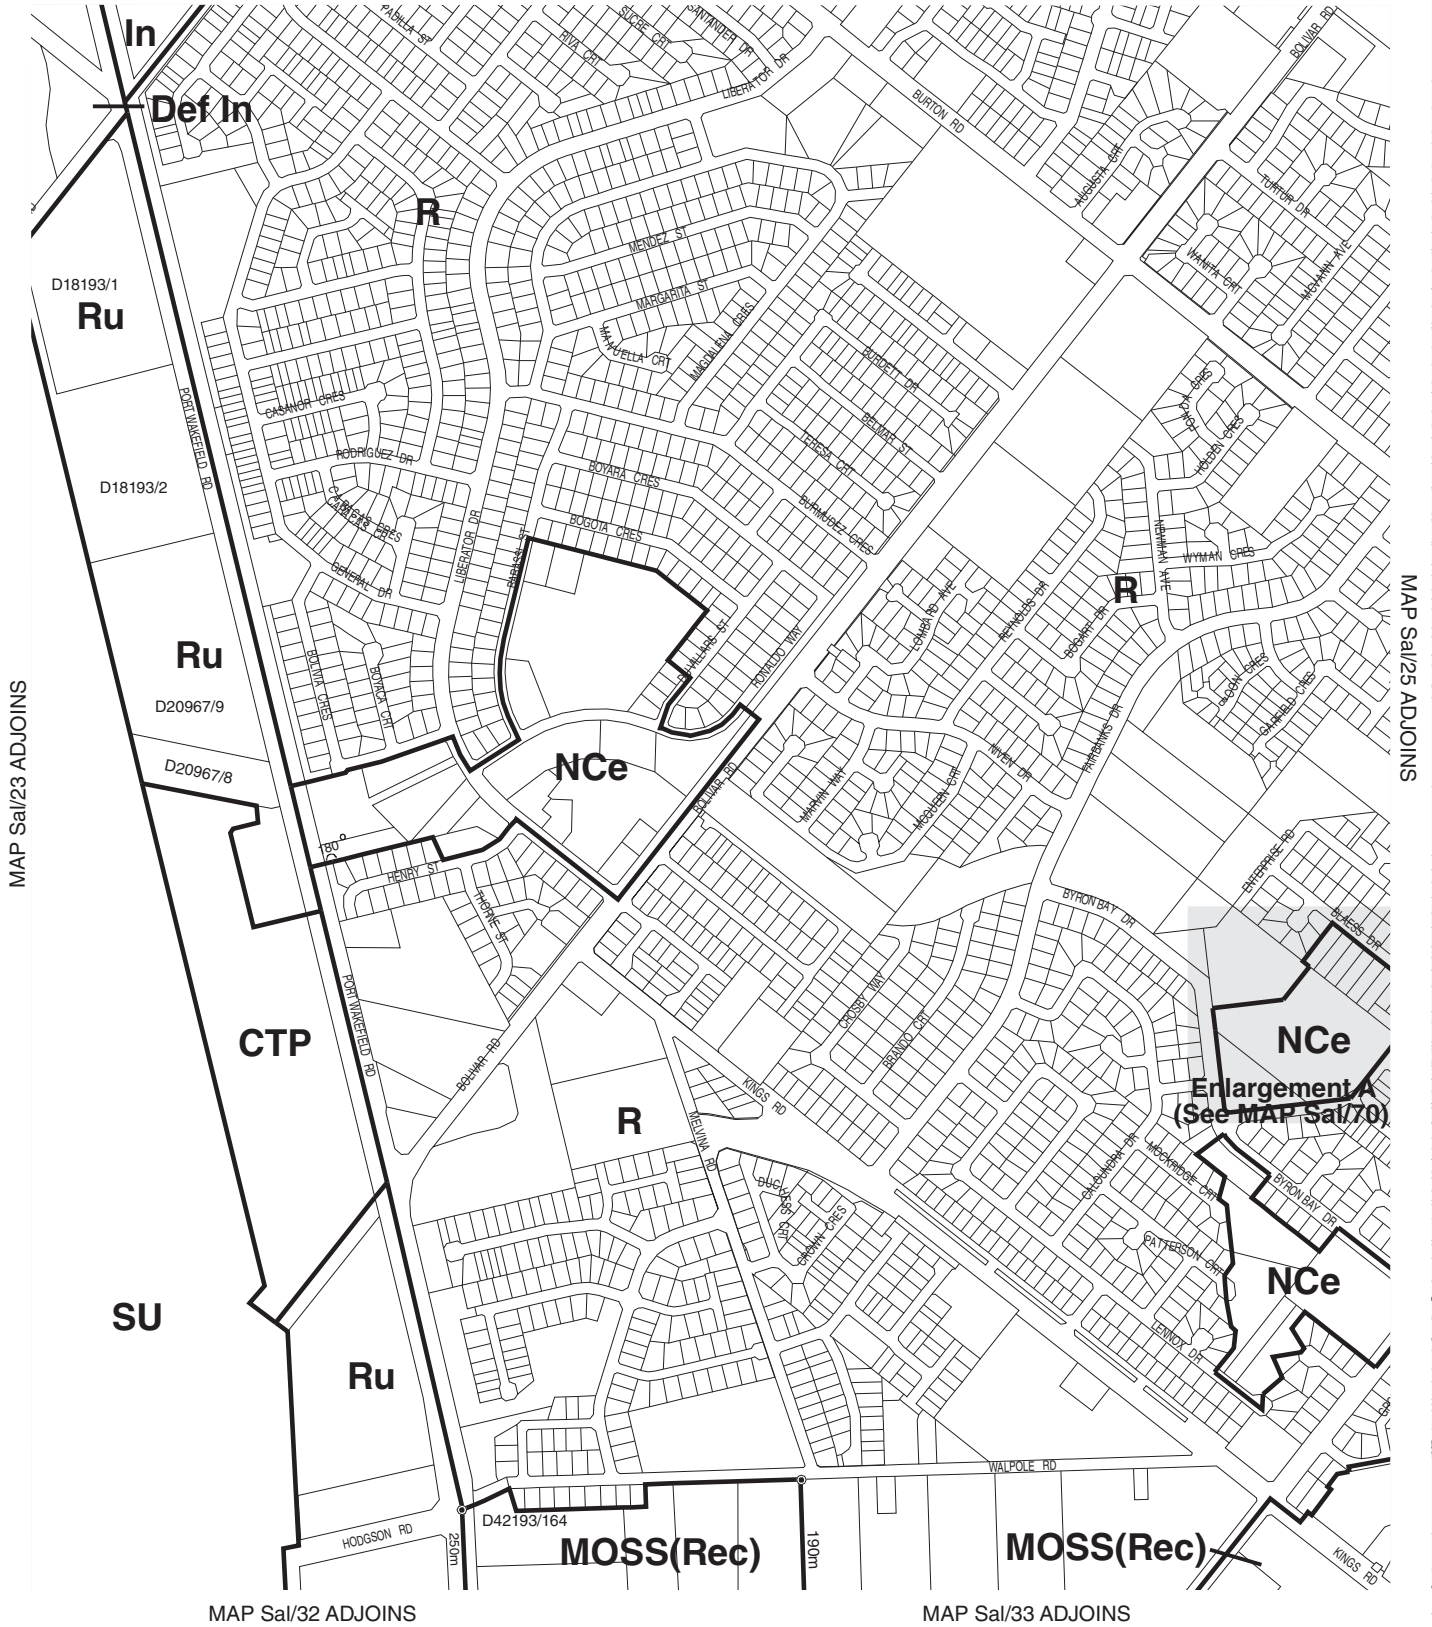 In
Def In
PADILLA ST
SUCRE CRT
SANTANDER DR
RIVA CRT
LIBERATOR DR
BOLIVAR RD
BURTON RD
AUGUSTA CRT
TURTUR DR
WANITA CRT
MCVANN AVE
R
MENDEZ ST
MARGARITA ST
MANUELLA CRT
MAGDALENA CRES
D18193/1
Ru
PORT WAKEFIELD RD
CASANOR CRES
RODRIGUEZ DR
CARACAS CRES
D18193/2
BURDETT DR
BELMAR ST
TERESA CRT
BURMUDEZ CRES
BOYARA CRES
BOGOTA CRES
FONDA CRES
HOLDEN CRES
NEWMAN AVE
WYMAN CRES
R
LIBERATOR DR
GENERAL DR
LOMBARD AVE
REYNOLDS DR
BOGART DR
RONALDO WAY
BOLIVIA CRES
BOYACA CRT
Ru
D20967/9
D20967/8
GARFIELD CRES
FAIRBANKS DR
NIVEN DR
MARVIN WAY
MCQUEEN CRT
NCe
BOLIVAR RD
180°
HENRY ST
THORNE ST
MAP Sal/23 ADJOINS
MAP Sal/25 ADJOINS
ENTERPRISE RD
BLAESS DR
BYRON BAY DR
NCe
Enlargement A
(See MAP Sal/70)
CTP
PORT WAKEFIELD RD
BOLIVAR RD
CROSBY WAY
BRANDO CRT
KINGS RD
R
MELVINA RD
DUCHESS CRT
CROWN CRES
CALOUNDRA DR
MOCKRIDGE CRT
BYRON BAY DR
PATTERSON CRT
NCe
LENNOX DR
SU
Ru
WALPOLE RD
HODGSON RD
250m
D42193/164
MOSS(Rec)
190m
MOSS(Rec)
KINGS RD
MAP Sal/32 ADJOINS
MAP Sal/33 ADJOINS